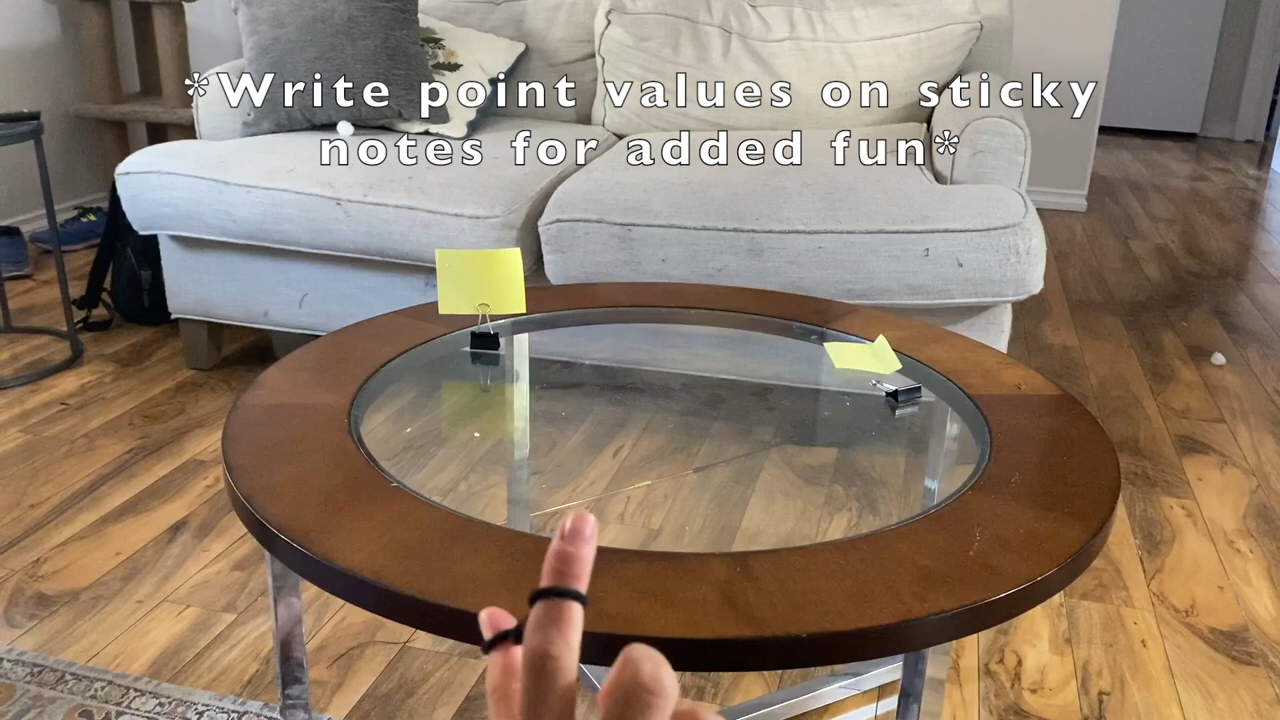 *Write point values on sticky
notes for added fun*